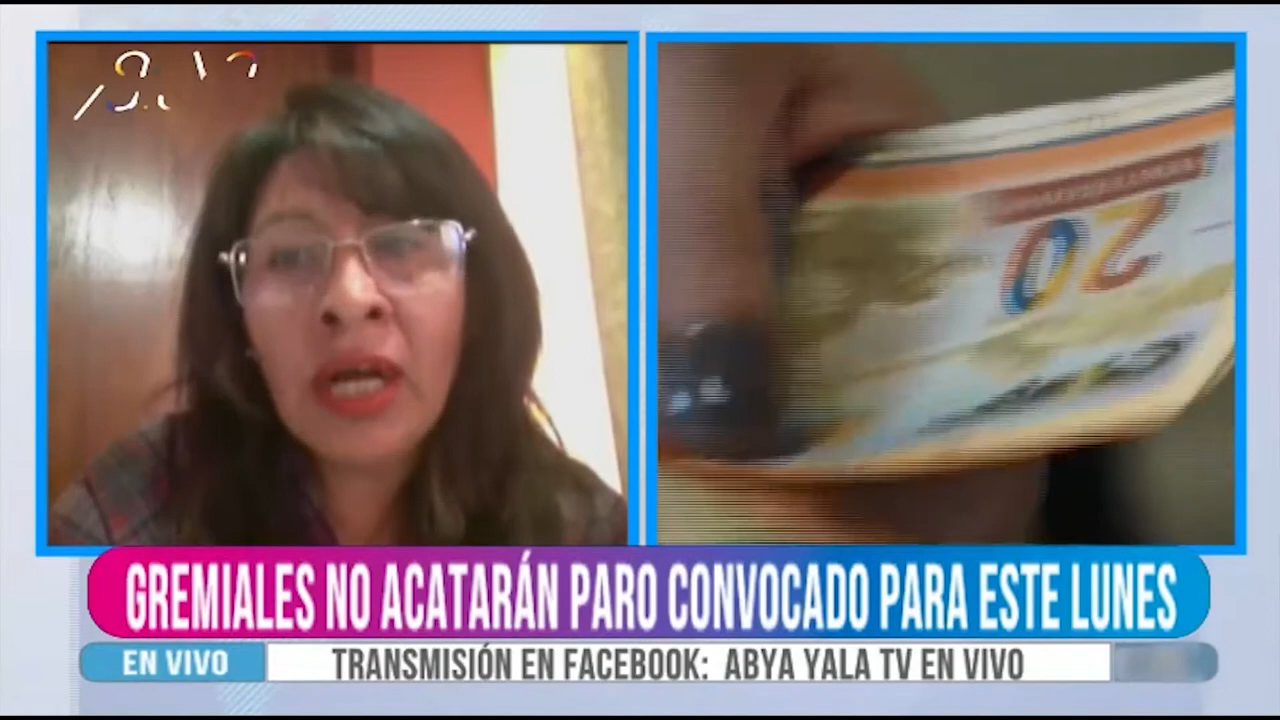 20
GREMIALES NO ACATARÁN PARO CONVOCADO PARA ESTE LUNES
EN VIVO TRANSMISIÓN EN FACEBOOK: ABYA YALA TV EN VIVO